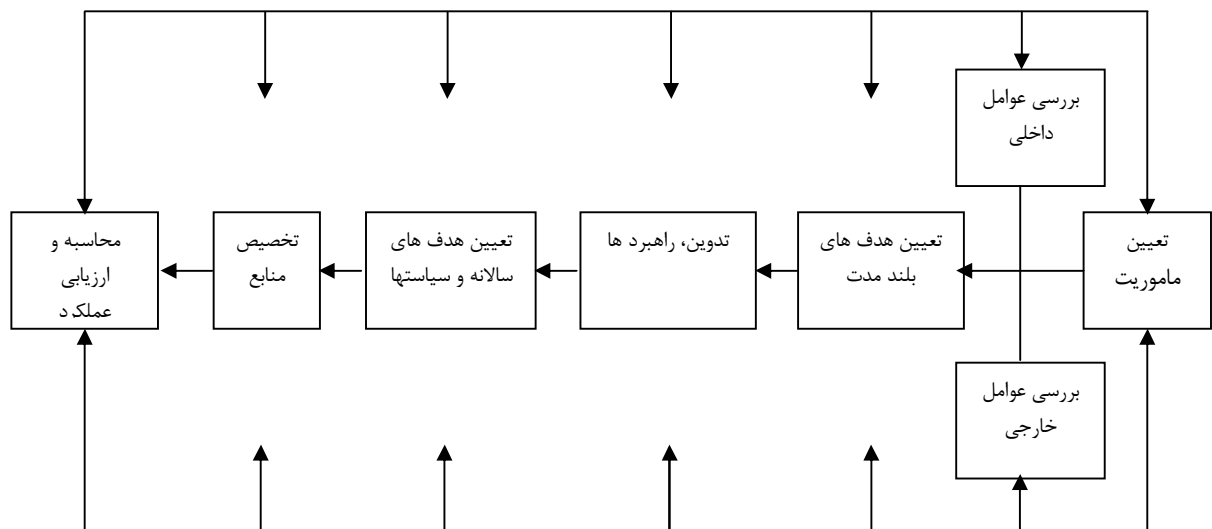 بررسی عوامل
داخلی
تعیین
ماموریت
تعیین هدف های
بلند مدت
تدوین، راهبرد ها
تعیین هدف های
سالانه و سیاستها
تخصیص
منابع
محاسبه و
ارزیابی
عملکرد
بررسی عوامل
خارجی